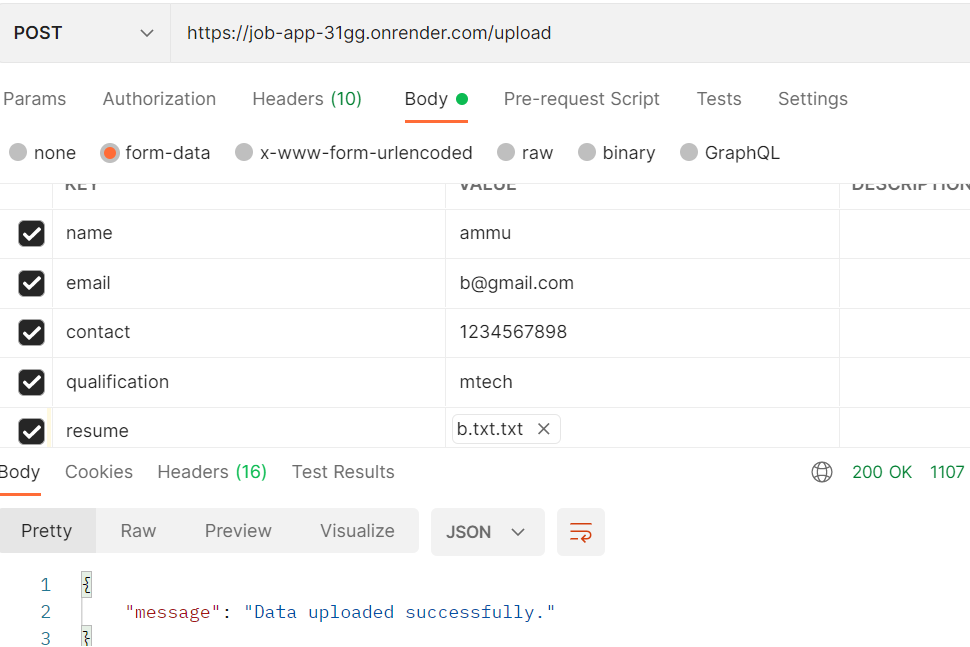 POST https://job-app-31gg.onrender.com/upload
Params Authorization Headers (10) Body Pre-request Script Tests Settings
none form-data x-www-form-urlencoded raw binary GraphQL
KEY VALUE DESCRIPTION
name ammu
email b@gmail.com
contact 1234567898
qualification mtech
resume b.txt.txt
Body Cookies Headers (16) Test Results 200 OK 1107
Pretty Raw Preview Visualize JSON
1 {
2 "message": "Data uploaded successfully."
3 }